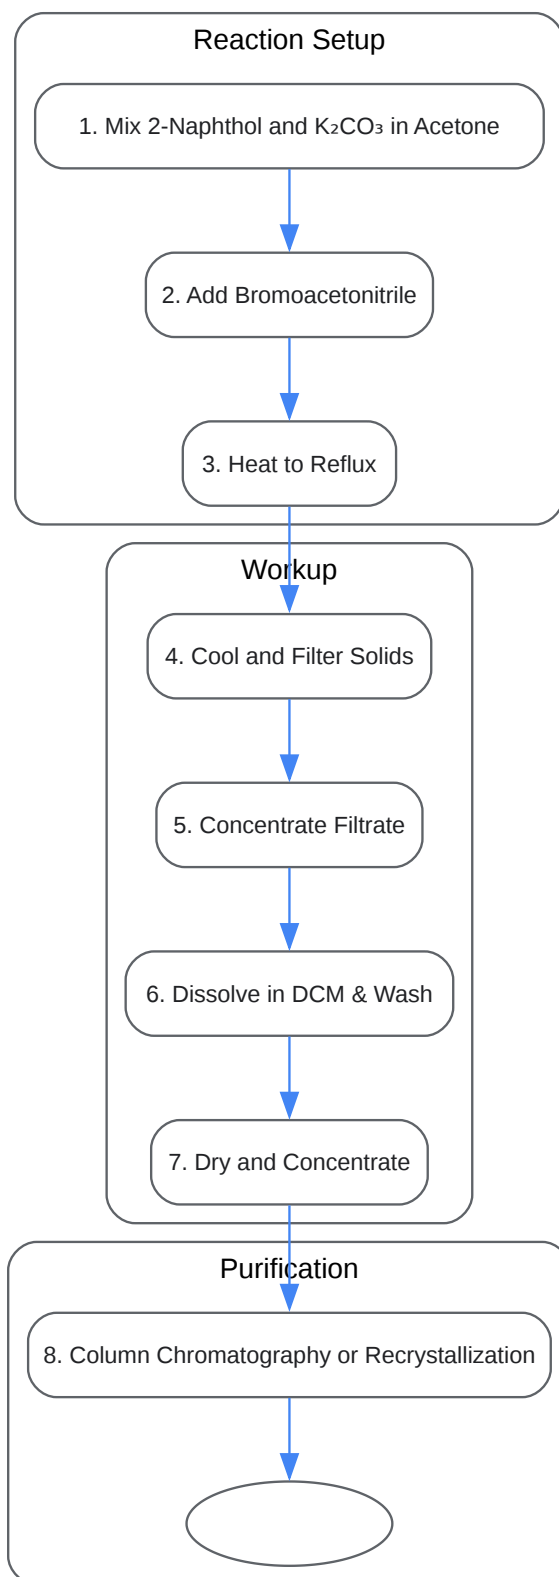 Reaction Setup
1. Mix 2-Naphthol and K₂CO₃ in Acetone
2. Add Bromoacetonitrile
3. Heat to Reflux
Workup
4. Cool and Filter Solids
5. Concentrate Filtrate
6. Dissolve in DCM & Wash
7. Dry and Concentrate
Purification
8. Column Chromatography or Recrystallization